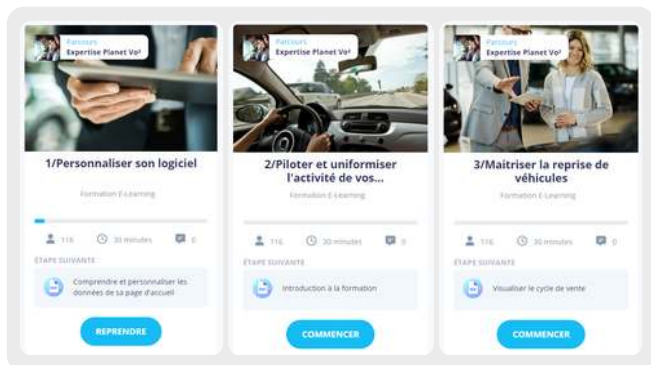 Parcours
Expertise Planet Vo²
1/Personnaliser son logiciel
Formation E-Learning
116
30 minutes
0
ÉTAPE SUIVANTE
Comprendre et personnaliser les
données de sa page d'accueil
REPRENDRE
Parcours
Expertise Planet Vo²
2/Piloter et uniformiser
l'activité de vos...
Formation E-Learning
116
30 minutes
0
ÉTAPE SUIVANTE
Introduction à la formation
COMMENCER
Parcours
Expertise Planet Vo²
3/Maitriser la reprise de
véhicules
Formation E-Learning
116
30 minutes
0
ÉTAPE SUIVANTE
Visualiser le cycle de vente
COMMENCER